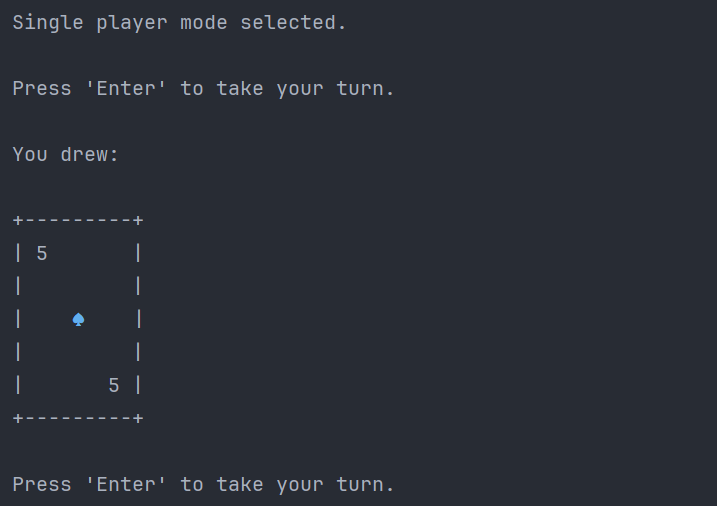 Single player mode selected.
Press 'Enter' to take your turn.
You drew:
+---------+
| 5       |
|         |
|    ♠    |
|         |
|       5 |
+---------+
Press 'Enter' to take your turn.